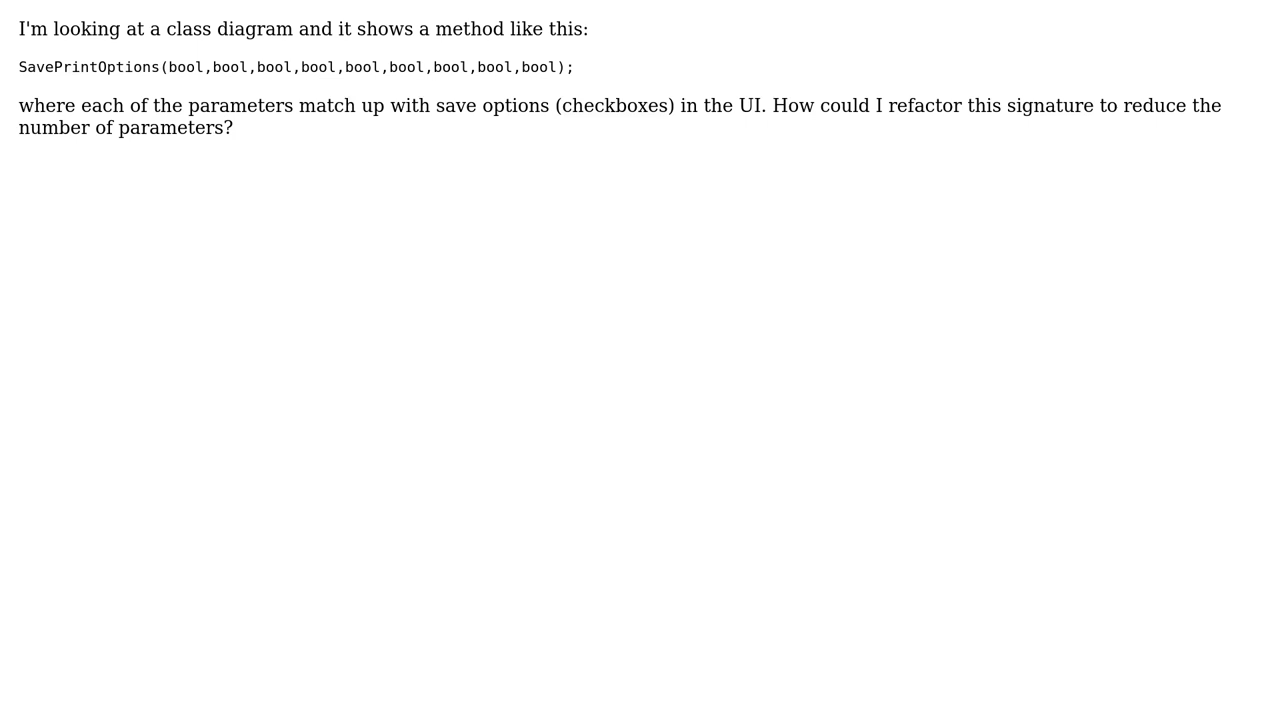 I'm looking at a class diagram and it shows a method like this:
SavePrintOptions(bool,bool,bool,bool,bool,bool,bool,bool,bool);
where each of the parameters match up with save options (checkboxes) in the UI. How could I refactor this signature to reduce the
number of parameters?